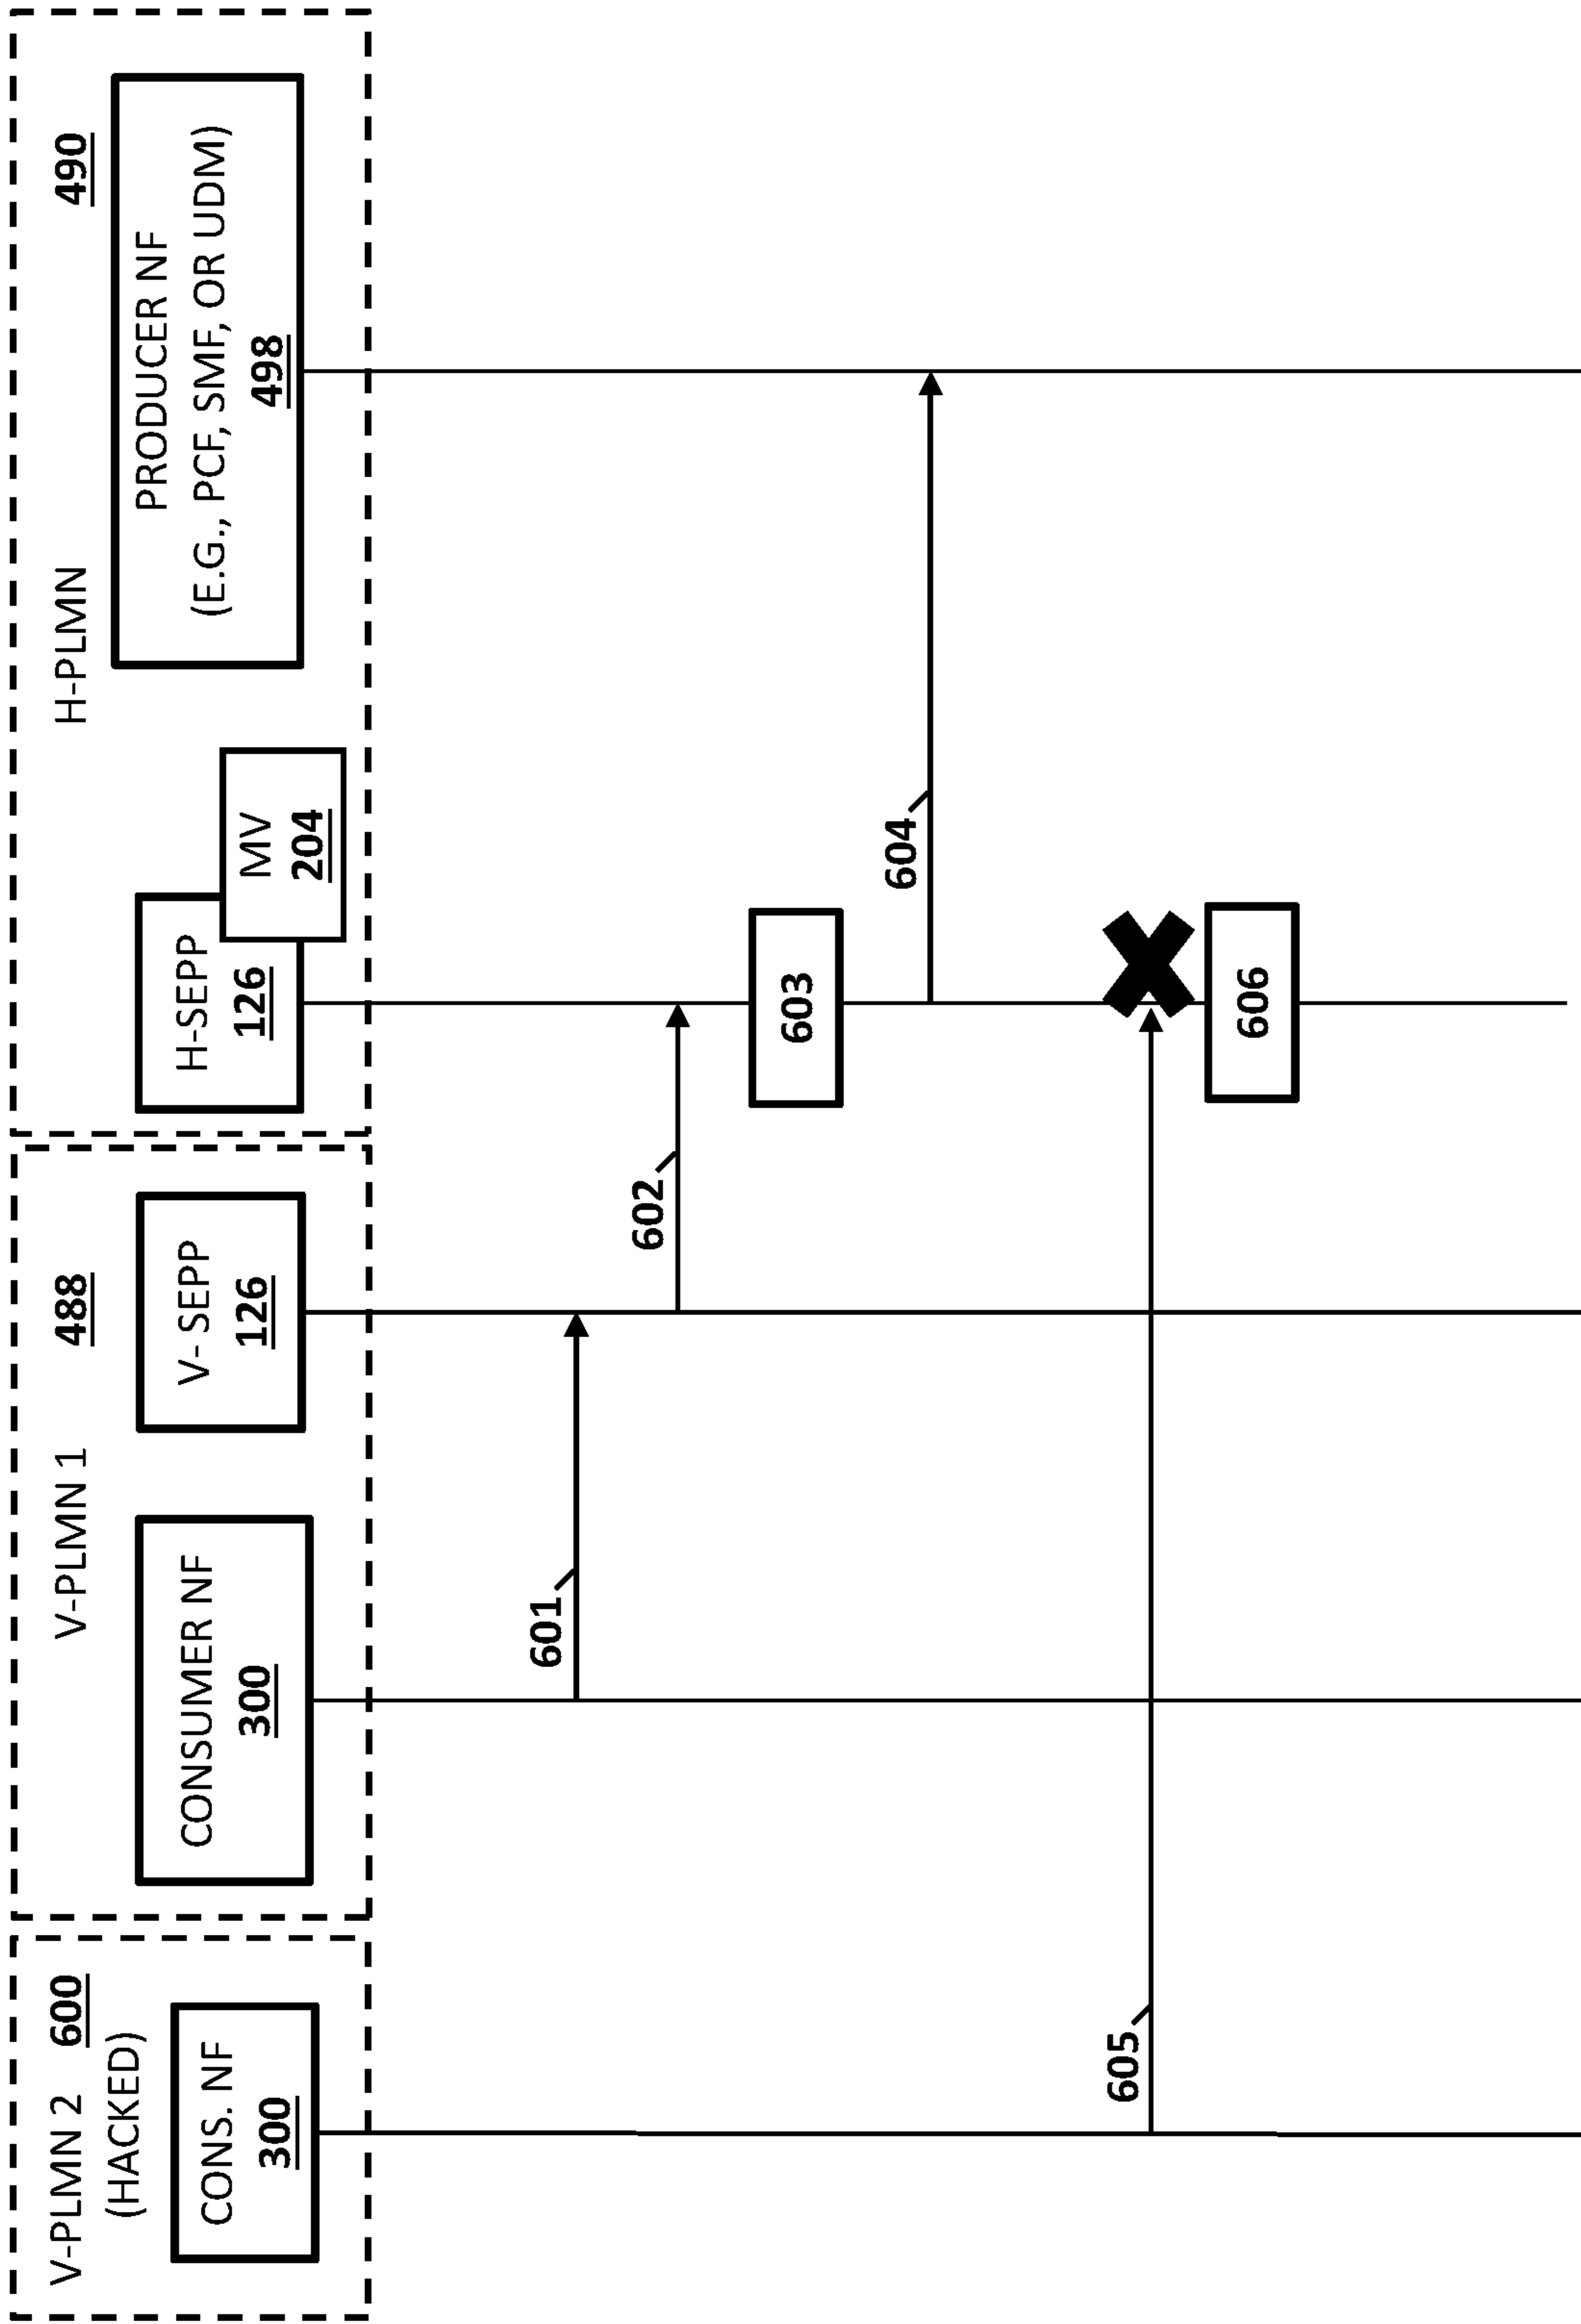 V-PLMN 2 600
(HACKED)
CONS. NF
300
V-PLMN 1 488
CONSUMER NF
300
V- SEPP
126
H-PLMN 490
H-SEPP
126
MV
204
PRODUCER NF
(E.G., PCF, SMF, OR UDM)
498
601
602
603
604
605
606